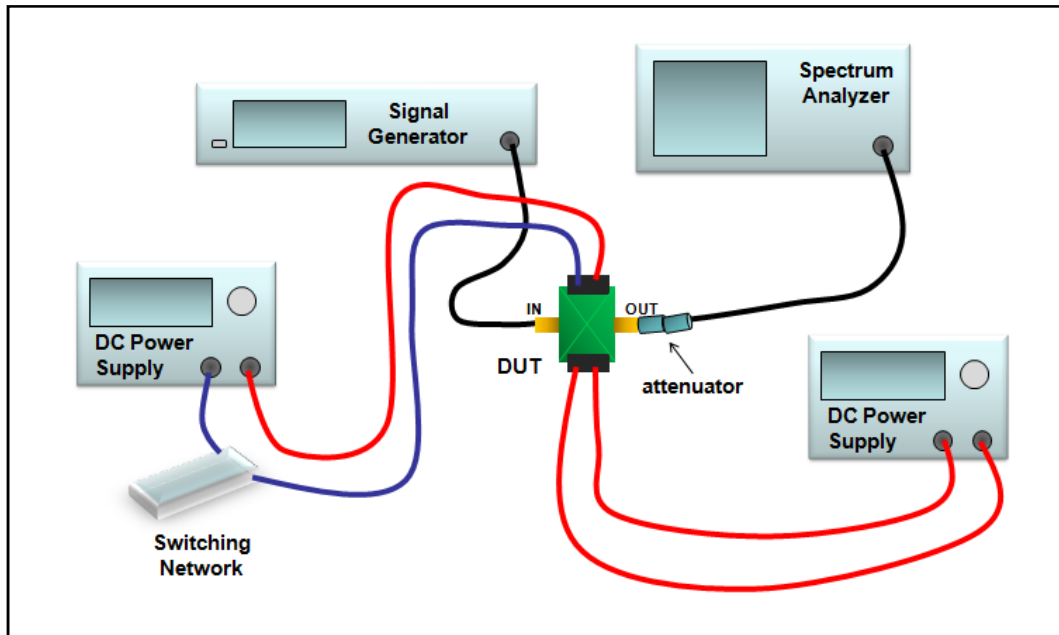 Signal
Generator
Spectrum
Analyzer
DC Power
Supply
IN
OUT
DUT
attenuator
DC Power
Supply
Switching
Network